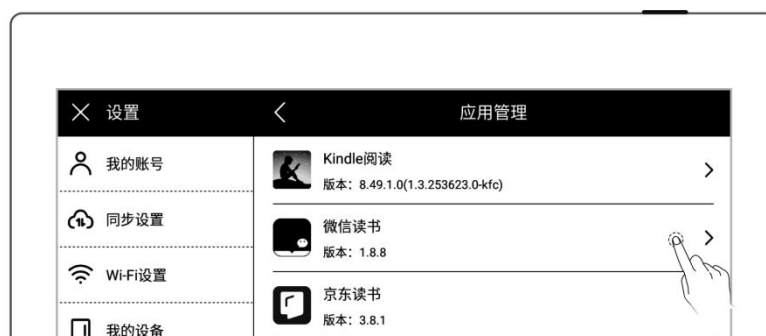 设置
应用管理
我的账号
同步设置
Wi-Fi设置
我的设备
Kindle阅读
版本：8.49.1.0(1.3.253623.0-kfc)
微信读书
版本：1.8.8
京东读书
版本：3.8.1